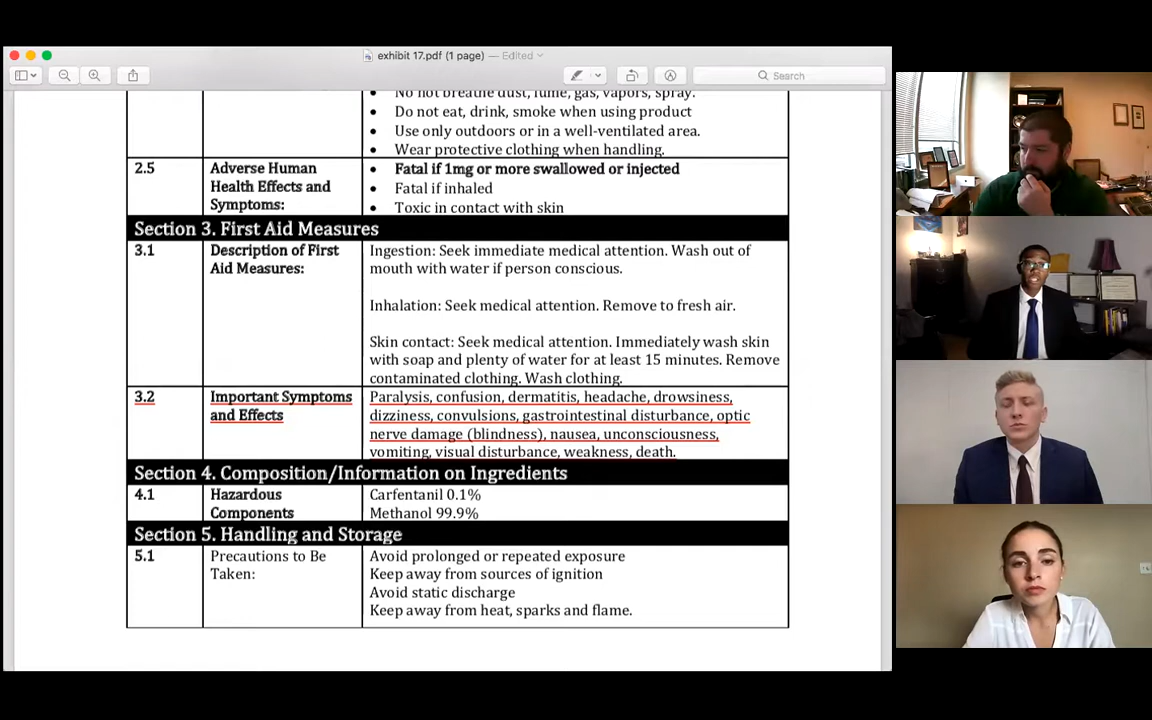 exhibit 17.pdf (1 page) — Edited
Search
No not breathe dust, fume, gas, vapors, spray.
Do not eat, drink, smoke when using product
Use only outdoors or in a well-ventilated area.
Wear protective clothing when handling.
2.5 Adverse Human Health Effects and Symptoms:
Fatal if 1mg or more swallowed or injected
Fatal if inhaled
Toxic in contact with skin
Section 3. First Aid Measures
3.1 Description of First Aid Measures:
Ingestion: Seek immediate medical attention. Wash out of
mouth with water if person conscious.
Inhalation: Seek medical attention. Remove to fresh air.
Skin contact: Seek medical attention. Immediately wash skin
with soap and plenty of water for at least 15 minutes. Remove
contaminated clothing. Wash clothing.
3.2 Important Symptoms and Effects
Paralysis, confusion, dermatitis, headache, drowsiness,
dizziness, convulsions, gastrointestinal disturbance, optic
nerve damage (blindness), nausea, unconsciousness,
vomiting, visual disturbance, weakness, death.
Section 4. Composition/Information on Ingredients
4.1 Hazardous Components
Carfentanil 0.1%
Methanol 99.9%
Section 5. Handling and Storage
5.1 Precautions to Be Taken:
Avoid prolonged or repeated exposure
Keep away from sources of ignition
Avoid static discharge
Keep away from heat, sparks and flame.